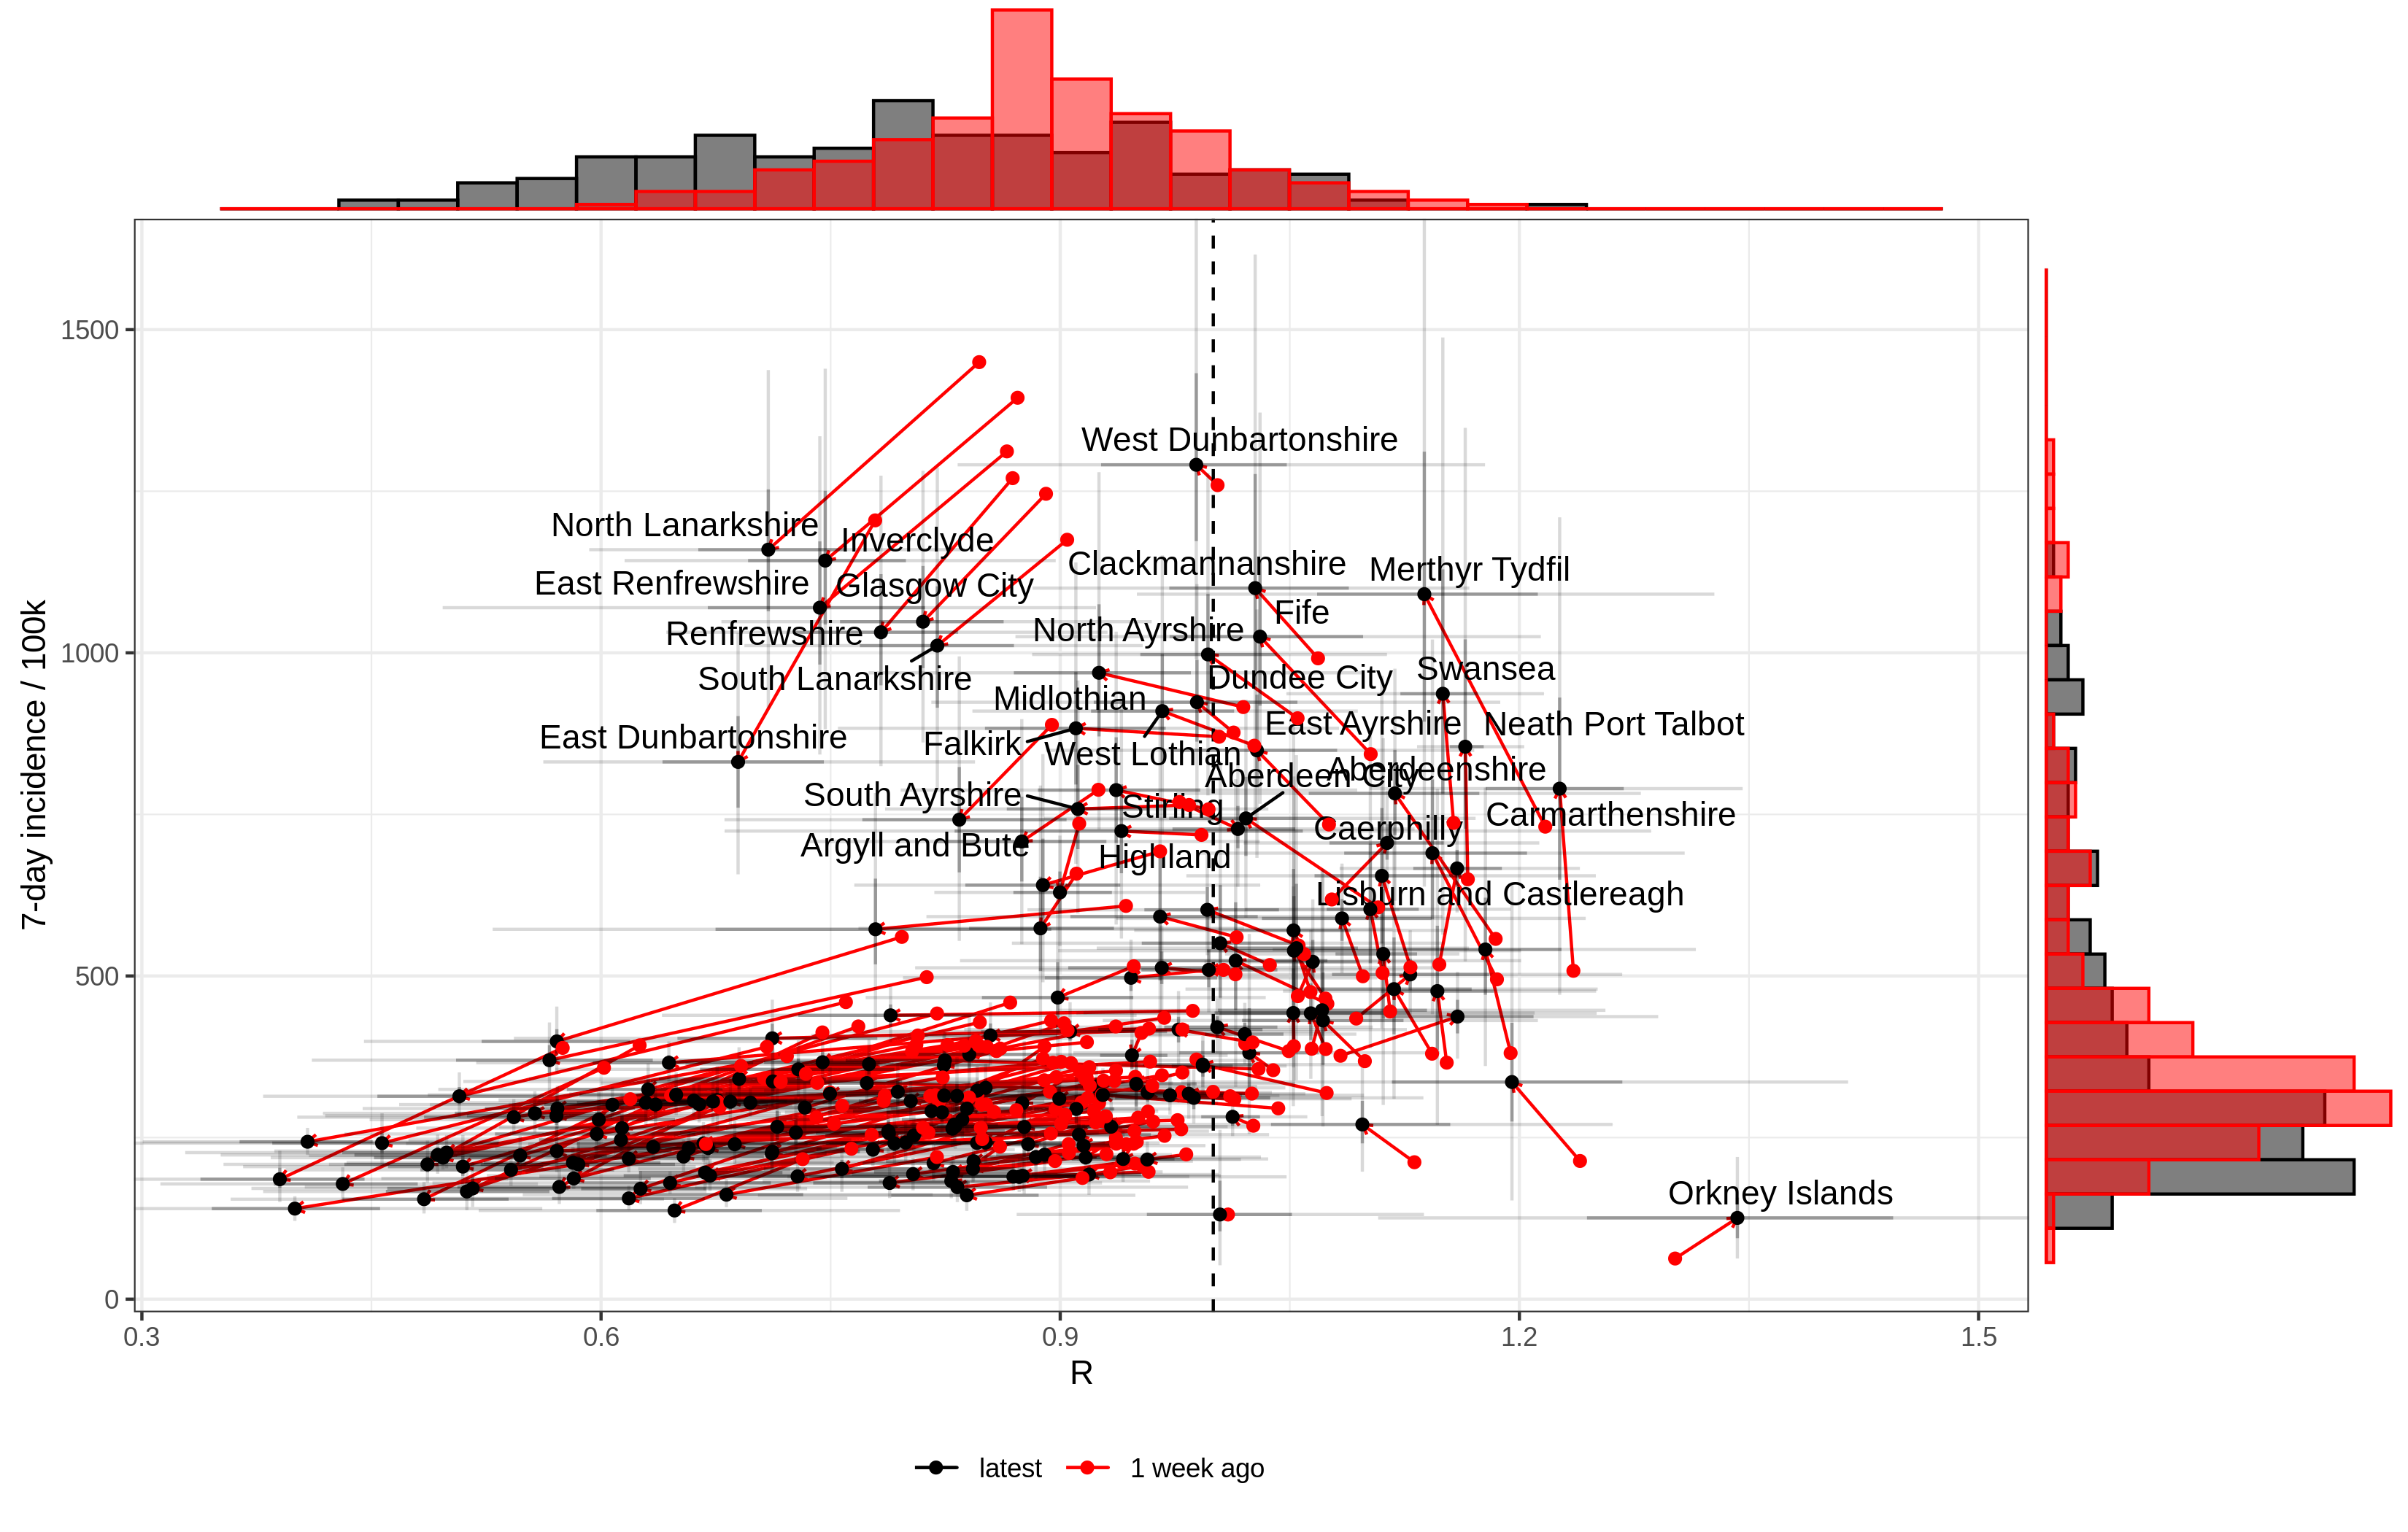 West Dunbartonshire
North Lanarkshire
Inverclyde
Clackmannanshire
Merthyr Tydfil
East Renfrewshire
Glasgow City
Fife
Renfrewshire
North Ayrshire
South Lanarkshire
Dundee City
Swansea
Midlothian
East Dunbartonshire
Falkirk
West Lothian
East Ayrshire
Neath Port Talbot
Aberdeen City
Aberdeenshire
South Ayrshire
Stirling
Carmarthenshire
Argyll and Bute
Highland
Caerphilly
Lisburn and Castlereagh
Orkney Islands
1500
1000
500
0
7-day incidence / 100k
0.3 0.6 0.9 1.2 1.5
R
latest 1 week ago